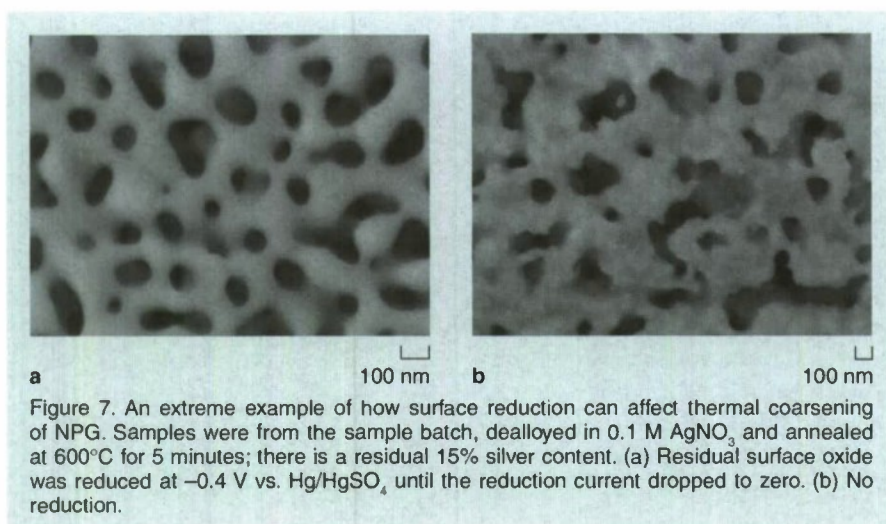 a 100 nm b 100 nm
Figure 7. An extreme example of how surface reduction can affect thermal coarsening
of NPG. Samples were from the sample batch, dealloyed in 0.1 M AgNO₃ and annealed
at 600°C for 5 minutes; there is a residual 15% silver content. (a) Residual surface oxide
was reduced at –0.4 V vs. Hg/HgSO₄ until the reduction current dropped to zero. (b) No
reduction.